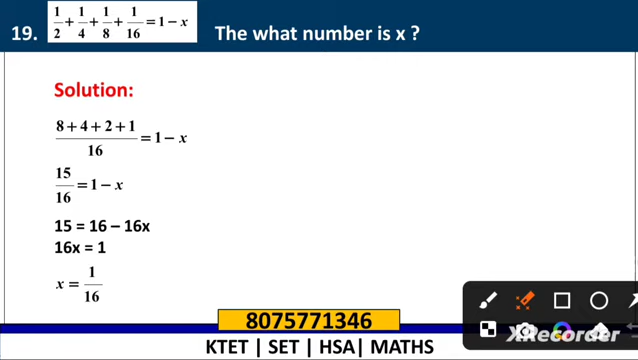 19. 1/2 + 1/4 + 1/8 + 1/16 = 1 − x The what number is x ?
Solution:
8 + 4 + 2 + 1 / 16 = 1 − x
15/16 = 1 − x
15 = 16 – 16x
16x = 1
x = 1/16
8075771346
KTET | SET | HSA| MATHS
XRecorder